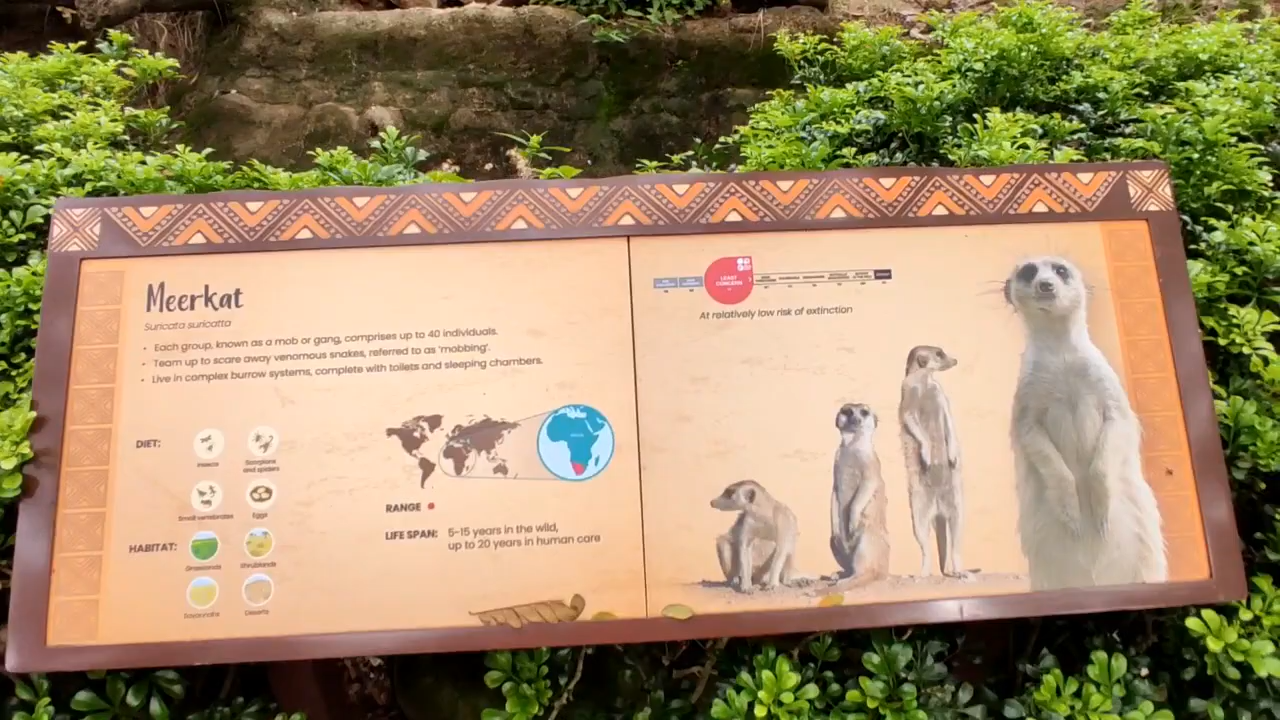 Meerkat
Suricata suricatta
• Each group, known as a mob or gang, comprises up to 40 individuals.
• Team up to scare away venomous snakes, referred to as 'mobbing'.
• Live in complex burrow systems, complete with toilets and sleeping chambers.
DIET:
Insects
Scorpions
and spiders
Small vertebrates
Eggs
HABITAT:
Grasslands
Shrublands
Savannahs
Deserts
RANGE
LIFE SPAN: 5-15 years in the wild,
up to 20 years in human care
LEAST
CONCERN
At relatively low risk of extinction